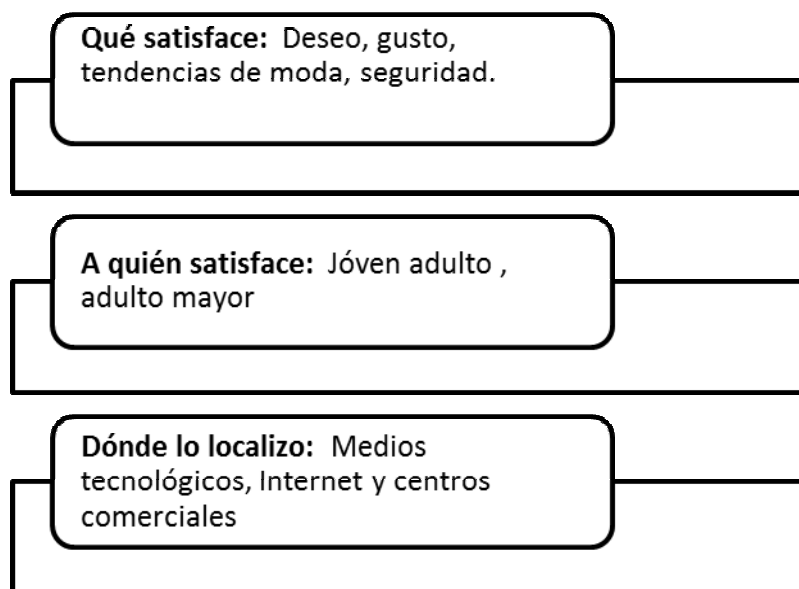 Qué satisface: Deseo, gusto,
tendencias de moda, seguridad.
A quién satisface: Jóven adulto ,
adulto mayor
Dónde lo localizo: Medios
tecnológicos, Internet y centros
comerciales